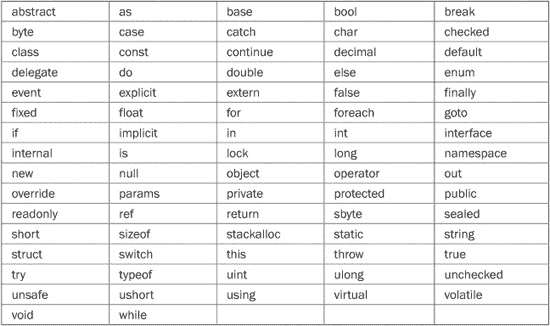 abstract as base bool break
byte case catch char checked
class const continue decimal default
delegate do double else enum
event explicit extern false finally
fixed float for foreach goto
if implicit in int interface
internal is lock long namespace
new null object operator out
override params private protected public
readonly ref return sbyte sealed
short sizeof stackalloc static string
struct switch this throw true
try typeof uint ulong unchecked
unsafe ushort using virtual volatile
void while